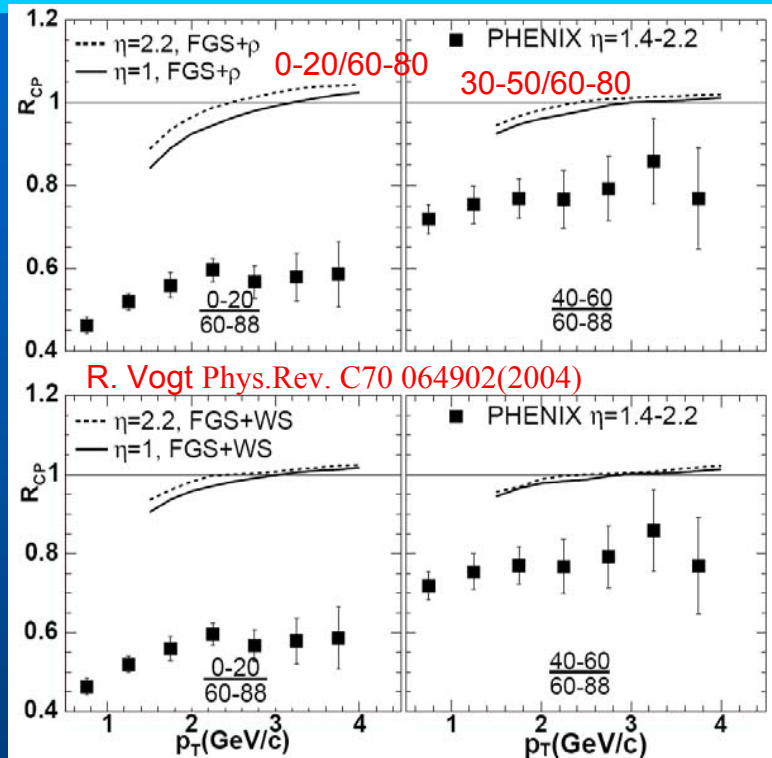 1.2
η=2.2, FGS+ρ
η=1, FGS+ρ
0-20/60-80
■ PHENIX η=1.4-2.2
30-50/60-80
R_CP
1
0.8
0.6
0.4
0-20
60-88
40-60
60-88
R. Vogt Phys.Rev. C70 064902(2004)
1.2
η=2.2, FGS+WS
η=1, FGS+WS
■ PHENIX η=1.4-2.2
R_CP
1
0.8
0.6
0.4
0-20
60-88
40-60
60-88
1 2 3 4 1 2 3 4
p_T(GeV/c) p_T(GeV/c)